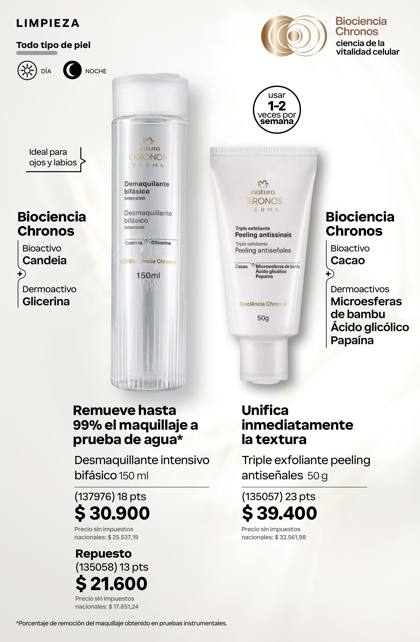 LIMPIEZA
Todo tipo de piel
DÍA
NOCHE
Biociencia
Chronos
ciencia de la
vitalidad celular
usar
1-2
veces por
semana
Ideal para
ojos y labios
natura
CHRONOS
DERMA
Demaquillante
bifásico
Intensivo
Desmaquillante
bifásico
Intensivo
Glicerina
Biociência Chronos
150ml
natura
CHRONOS
DERMA
Triplo exfoliante
Peeling antissinais
Triple exfoliante
Peeling antiseñales
Cacao
Microesferas de bambu
Ácido glicólico
Papaína
Biociência Chronos
50g
Biociencia
Chronos
Bioactivo
Candeia
+
Dermoactivo
Glicerina
Biociencia
Chronos
Bioactivo
Cacao
+
Dermoactivos
Microesferas
de bambu
Ácido glicólico
Papaína
Remueve hasta
99% el maquillaje a
prueba de agua*
Desmaquillante intensivo
bifásico 150 ml
(137976) 18 pts
$ 30.900
Precio sin impuestos
nacionales: $ 25.537,19
Repuesto
(135058) 13 pts
$ 21.600
Precio sin impuestos
nacionales: $ 17.851,24
Unifica
inmediatamente
la textura
Triple exfoliante peeling
antiseñales 50 g
(135057) 23 pts
$ 39.400
Precio sin impuestos
nacionales: $ 32.561,98
*Porcentaje de remoción del maquillaje obtenido en pruebas instrumentales.